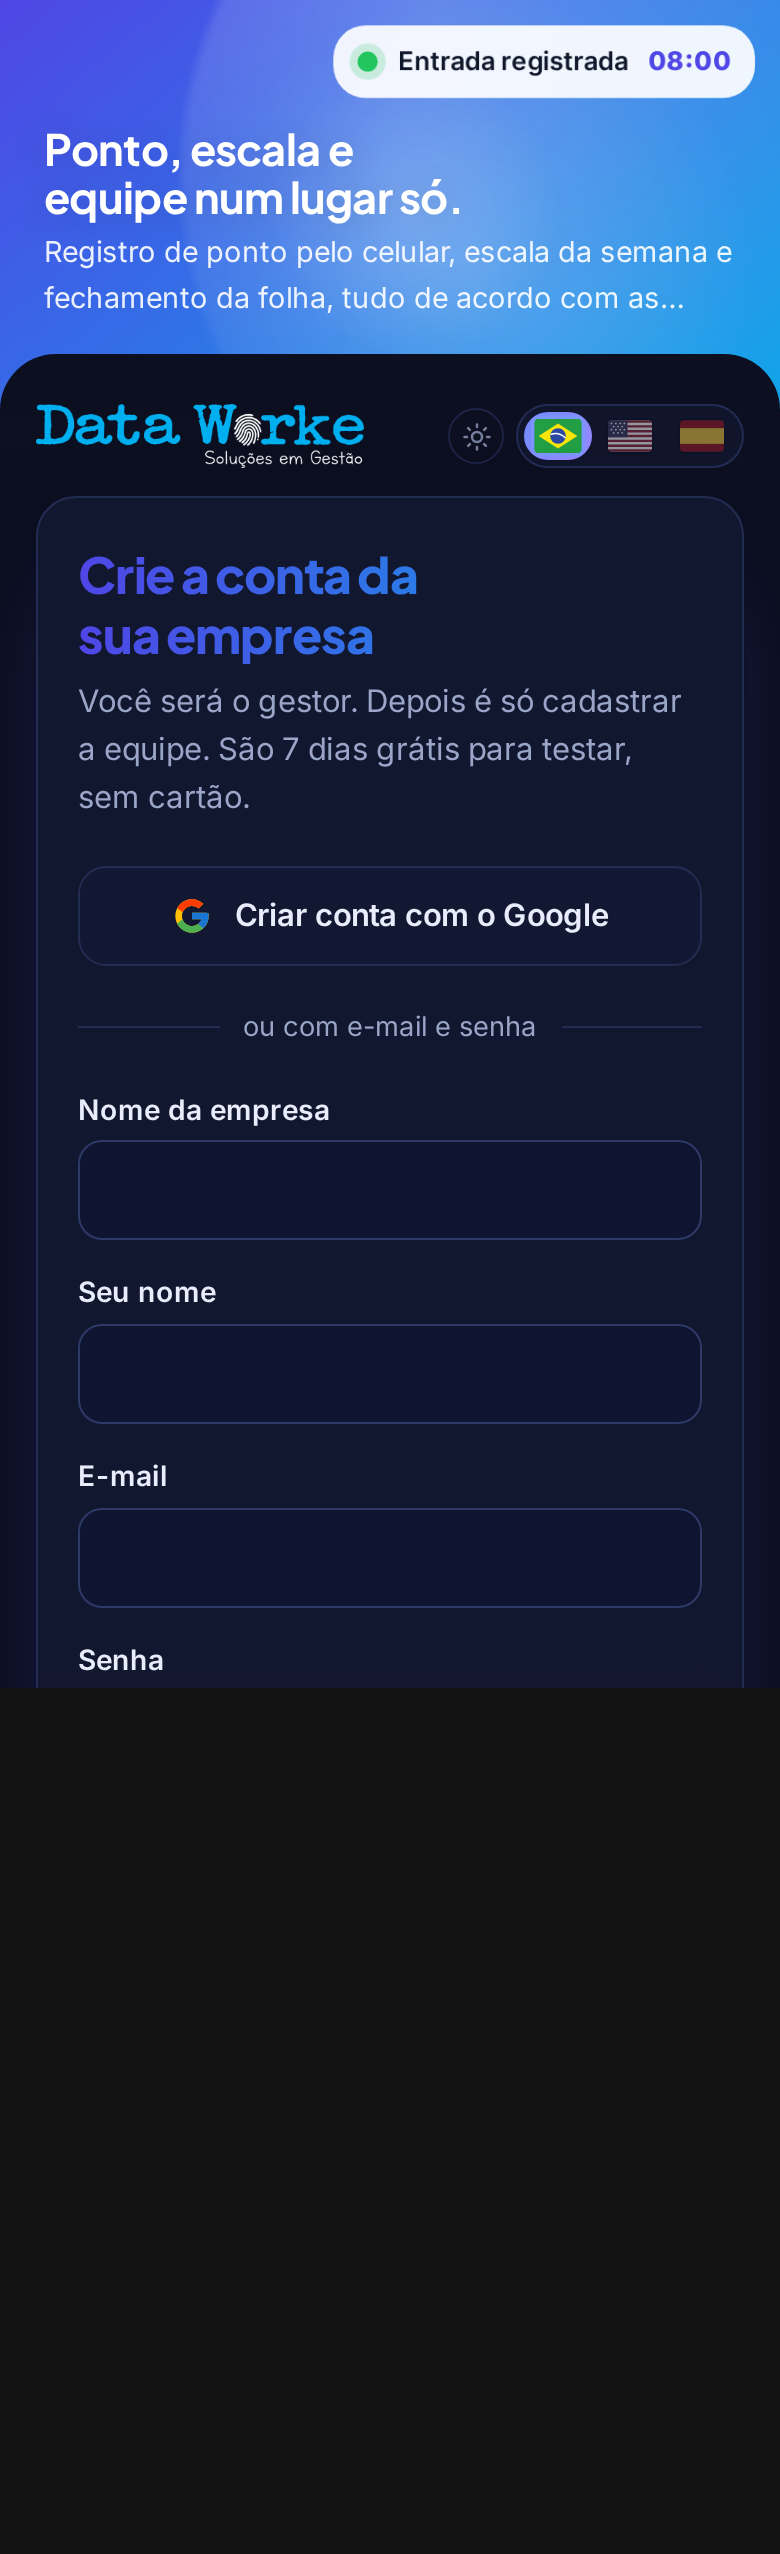 Entrada registrada 08:00
Ponto, escala e
equipe num lugar só.
Registro de ponto pelo celular, escala da semana e
fechamento da folha, tudo de acordo com as...
Data Worke
Soluções em Gestão
Crie a conta da
sua empresa
Você será o gestor. Depois é só cadastrar
a equipe. São 7 dias grátis para testar,
sem cartão.
Criar conta com o Google
ou com e-mail e senha
Nome da empresa
Seu nome
E-mail
Senha